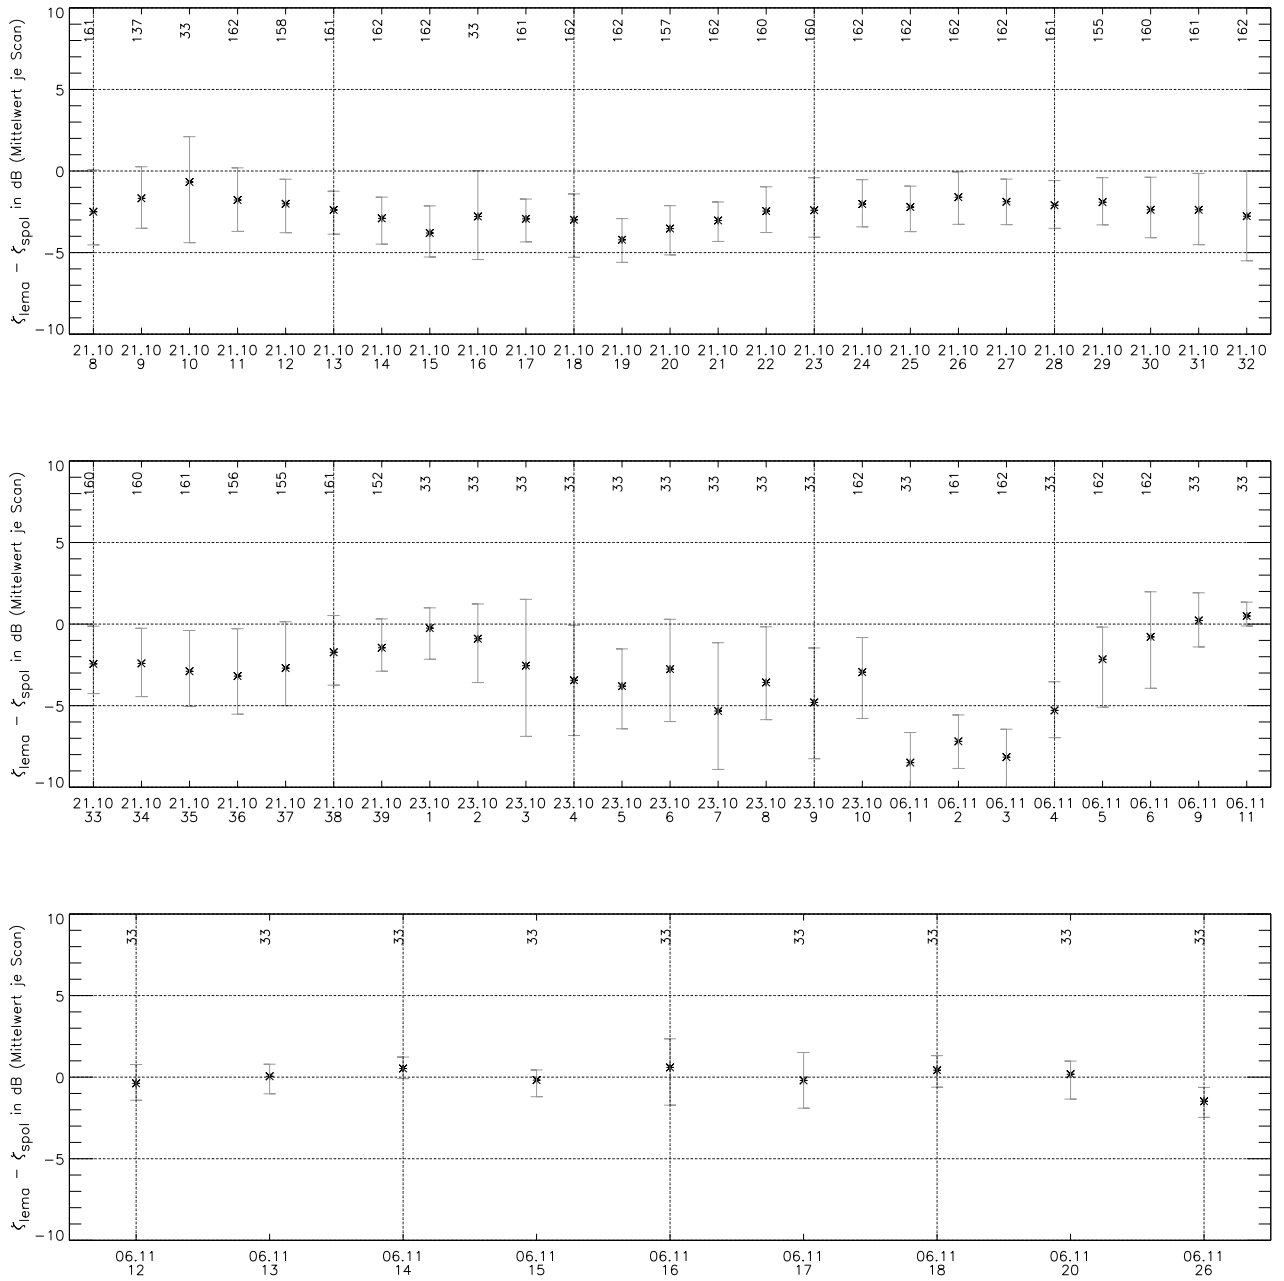 161 137 33 162 158 161 162 162 33 161 162 162 157 162 160 160 162 162 162 162 161 155 160 161 162
10
5
0
−5
−10
ζlema − ζspol in dB (Mittelwert je Scan)
21.10 21.10 21.10 21.10 21.10 21.10 21.10 21.10 21.10 21.10 21.10 21.10 21.10 21.10 21.10 21.10 21.10 21.10 21.10 21.10 21.10 21.10 21.10 21.10 21.10
8 9 10 11 12 13 14 15 16 17 18 19 20 21 22 23 24 25 26 27 28 29 30 31 32
160 160 161 156 155 161 152 33 33 33 33 33 33 33 33 33 162 33 161 162 33 162 162 33 33
10
5
0
−5
−10
ζlema − ζspol in dB (Mittelwert je Scan)
21.10 21.10 21.10 21.10 21.10 21.10 21.10 23.10 23.10 23.10 23.10 23.10 23.10 23.10 23.10 23.10 23.10 06.11 06.11 06.11 06.11 06.11 06.11 06.11 06.11
33 34 35 36 37 38 39 1 2 3 4 5 6 7 8 9 10 1 2 3 4 5 6 9 11
33 33 33 33 33 33 33 33 33
10
5
0
−5
−10
ζlema − ζspol in dB (Mittelwert je Scan)
06.11 06.11 06.11 06.11 06.11 06.11 06.11 06.11 06.11
12 13 14 15 16 17 18 20 26